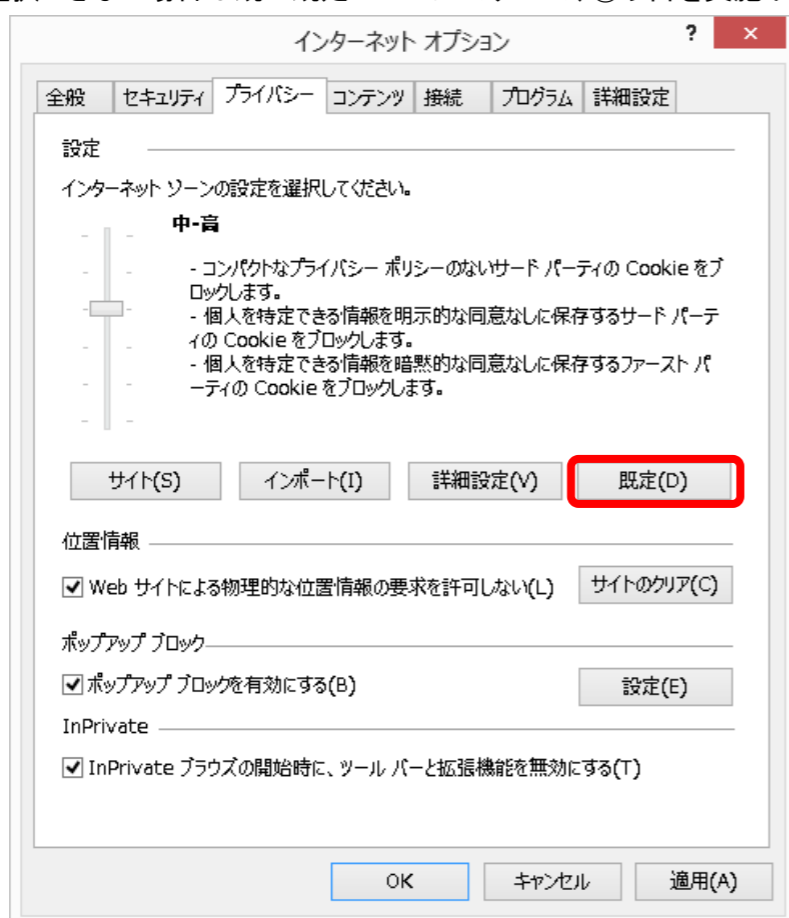 インターネット オプション
?
×
全般 セキュリティ プライバシー コンテンツ 接続 プログラム 詳細設定
設定
インターネット ゾーンの設定を選択してください。
中-高
- コンパクトなプライバシー ポリシーのないサード パーティの Cookie をブ
ロックします。
- 個人を特定できる情報を明示的な同意なしに保存するサード パーテ
ィの Cookie をブロックします。
- 個人を特定できる情報を暗黙的な同意なしに保存するファースト パ
ーティの Cookie をブロックします。
サイト(S) インポート(I) 詳細設定(V) 既定(D)
位置情報
Web サイトによる物理的な位置情報の要求を許可しない(L) サイトのクリア(C)
ポップアップ ブロック
ポップアップ ブロックを有効にする(B) 設定(E)
InPrivate
InPrivate ブラウズの開始時に、ツール バーと拡張機能を無効にする(T)
OK キャンセル 適用(A)